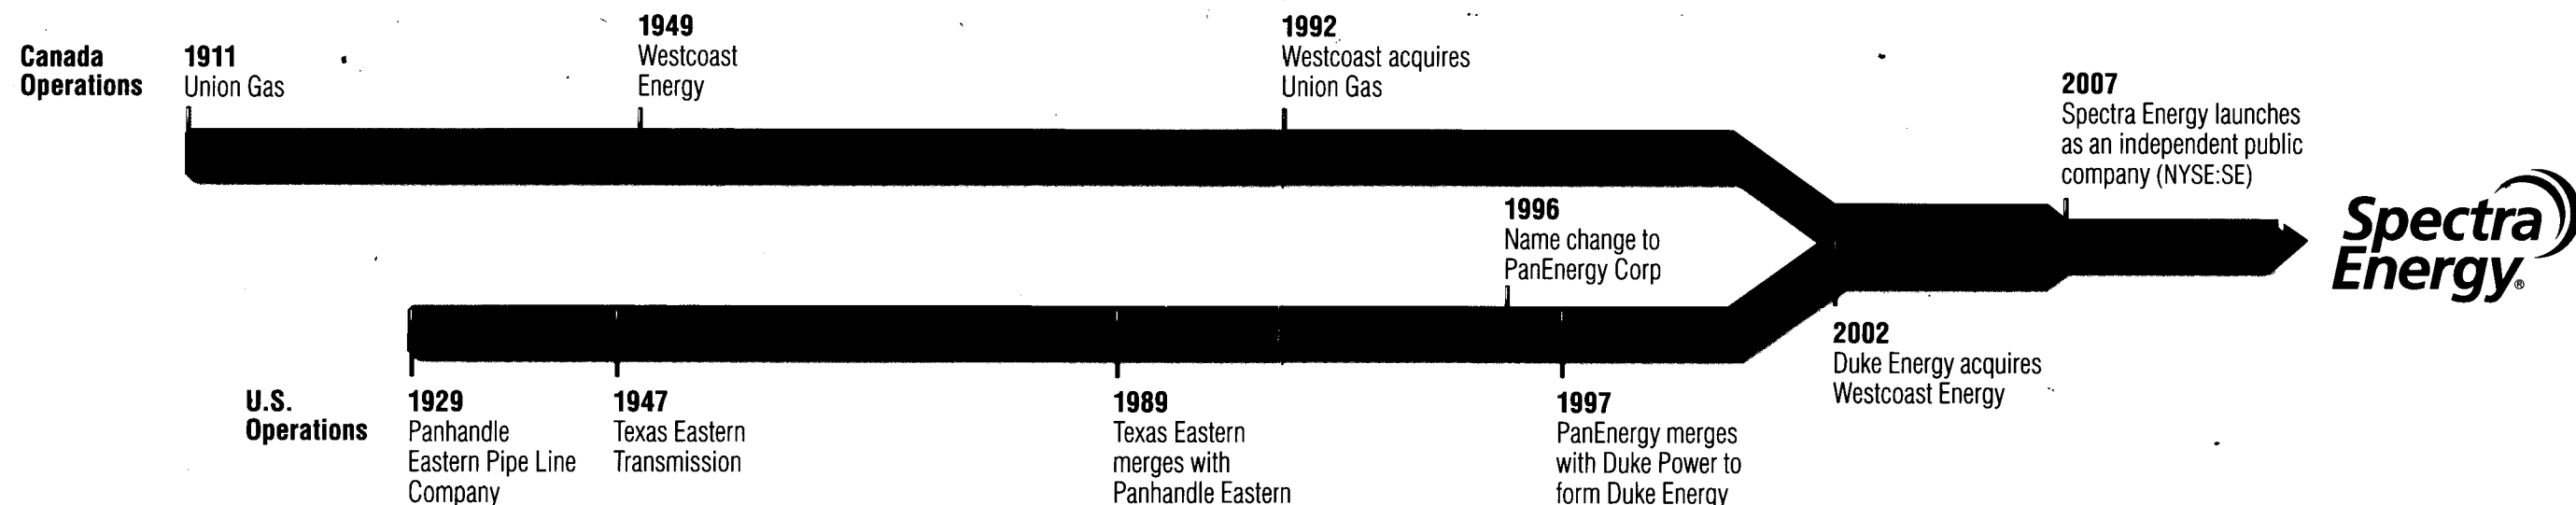 Canada
Operations
1911
Union Gas
1949
Westcoast
Energy
1992
Westcoast acquires
Union Gas
2007
Spectra Energy launches
as an independent public
company (NYSE:SE)
1996
Name change to
PanEnergy Corp
Spectra
Energy®
2002
Duke Energy acquires
Westcoast Energy
U.S.
Operations
1929
Panhandle
Eastern Pipe Line
Company
1947
Texas Eastern
Transmission
1989
Texas Eastern
merges with
Panhandle Eastern
1997
PanEnergy merges
with Duke Power to
form Duke Energy